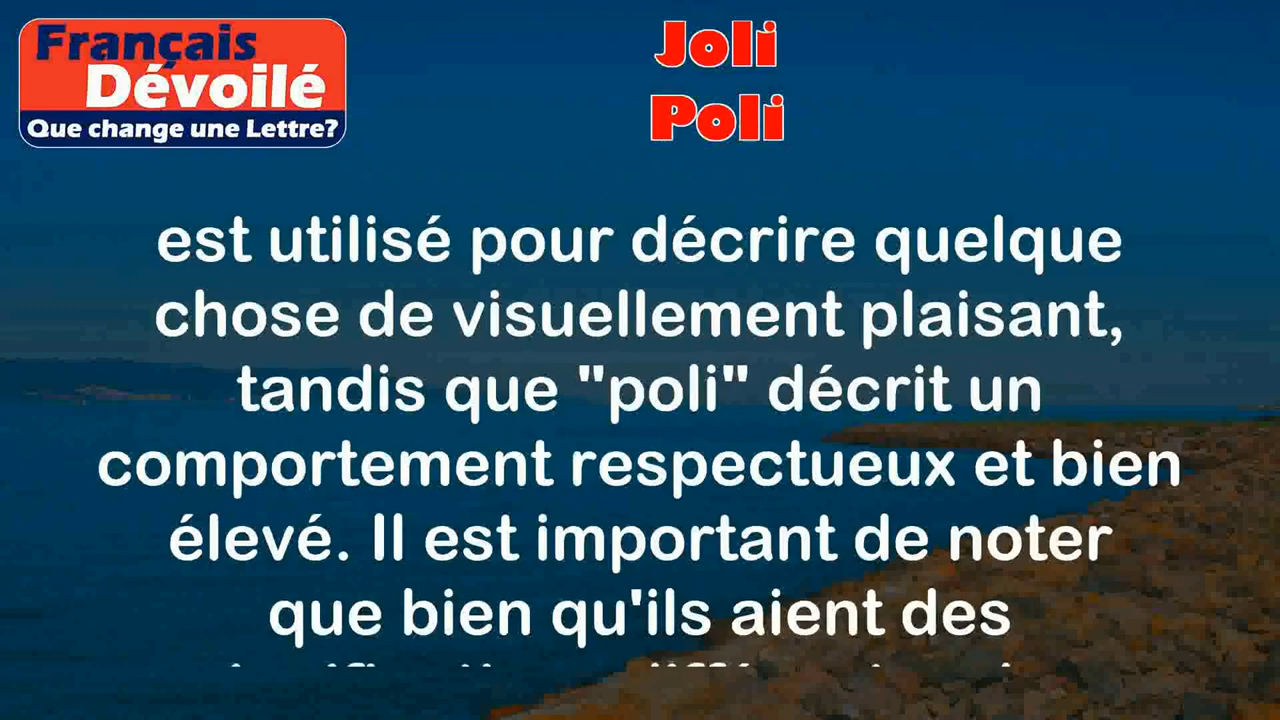 Français
Dévoilé
Que change une Lettre?
Joli
Poli
est utilisé pour décrire quelque
chose de visuellement plaisant,
tandis que "poli" décrit un
comportement respectueux et bien
élevé. Il est important de noter
que bien qu'ils aient des